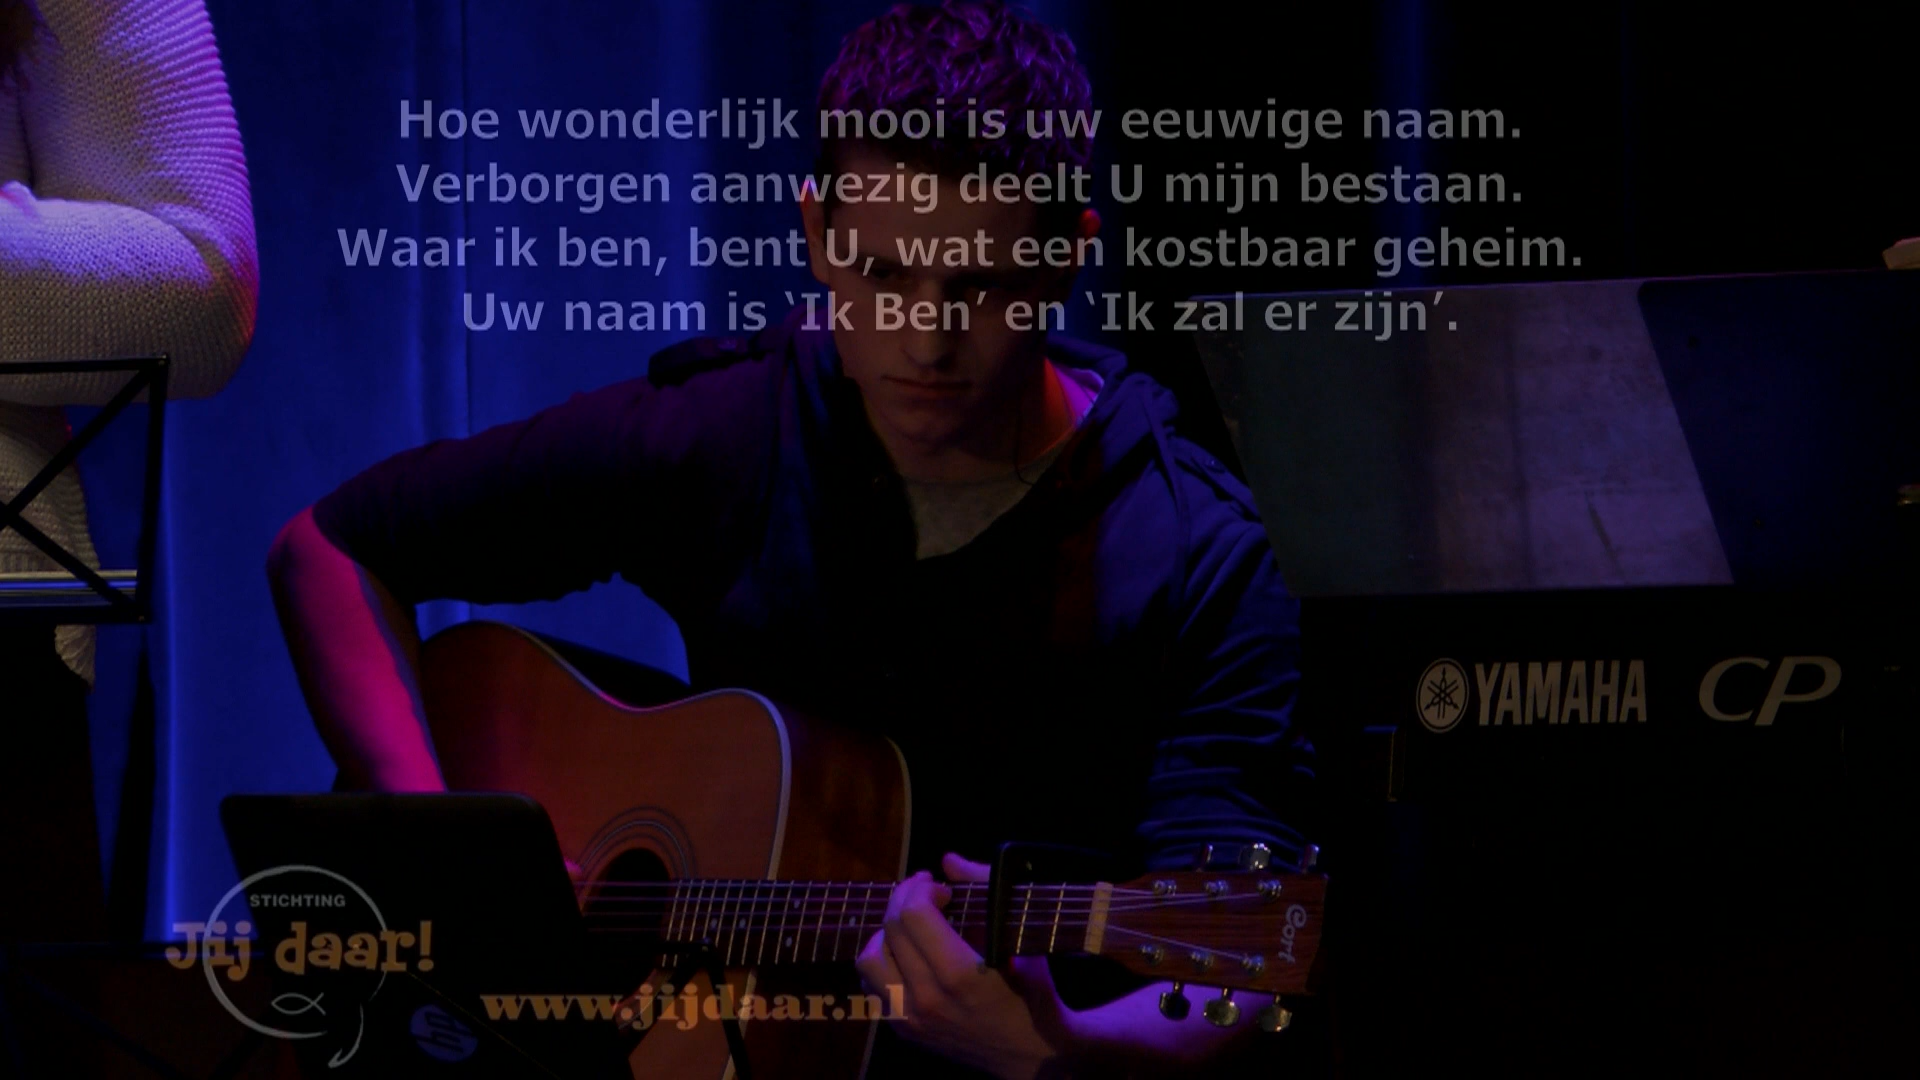 Hoe wonderlijk mooi is uw eeuwige naam.
Verborgen aanwezig deelt U mijn bestaan.
Waar ik ben, bent U, wat een kostbaar geheim.
Uw naam is ‘Ik Ben’ en ‘Ik zal er zijn’.
YAMAHA CP
Cort
STICHTING
Jij daar!
www.jijdaar.nl
hp